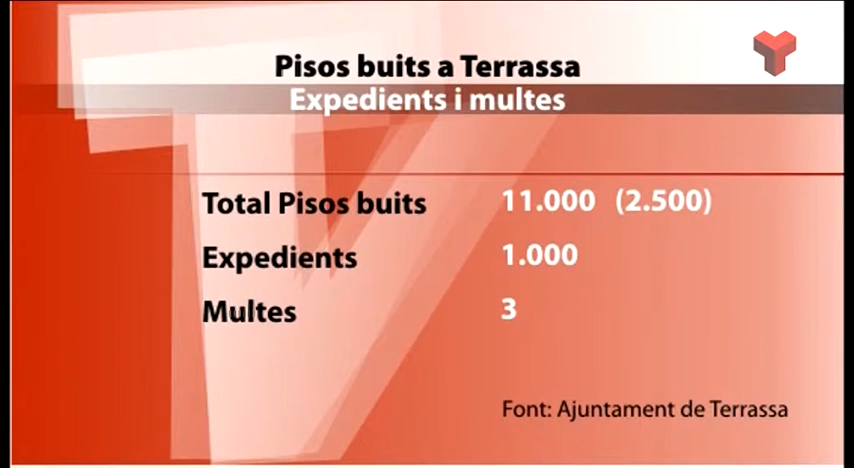 Pisos buits a Terrassa
Expedients i multes
Total Pisos buits 11.000 (2.500)
Expedients 1.000
Multes 3
Font: Ajuntament de Terrassa